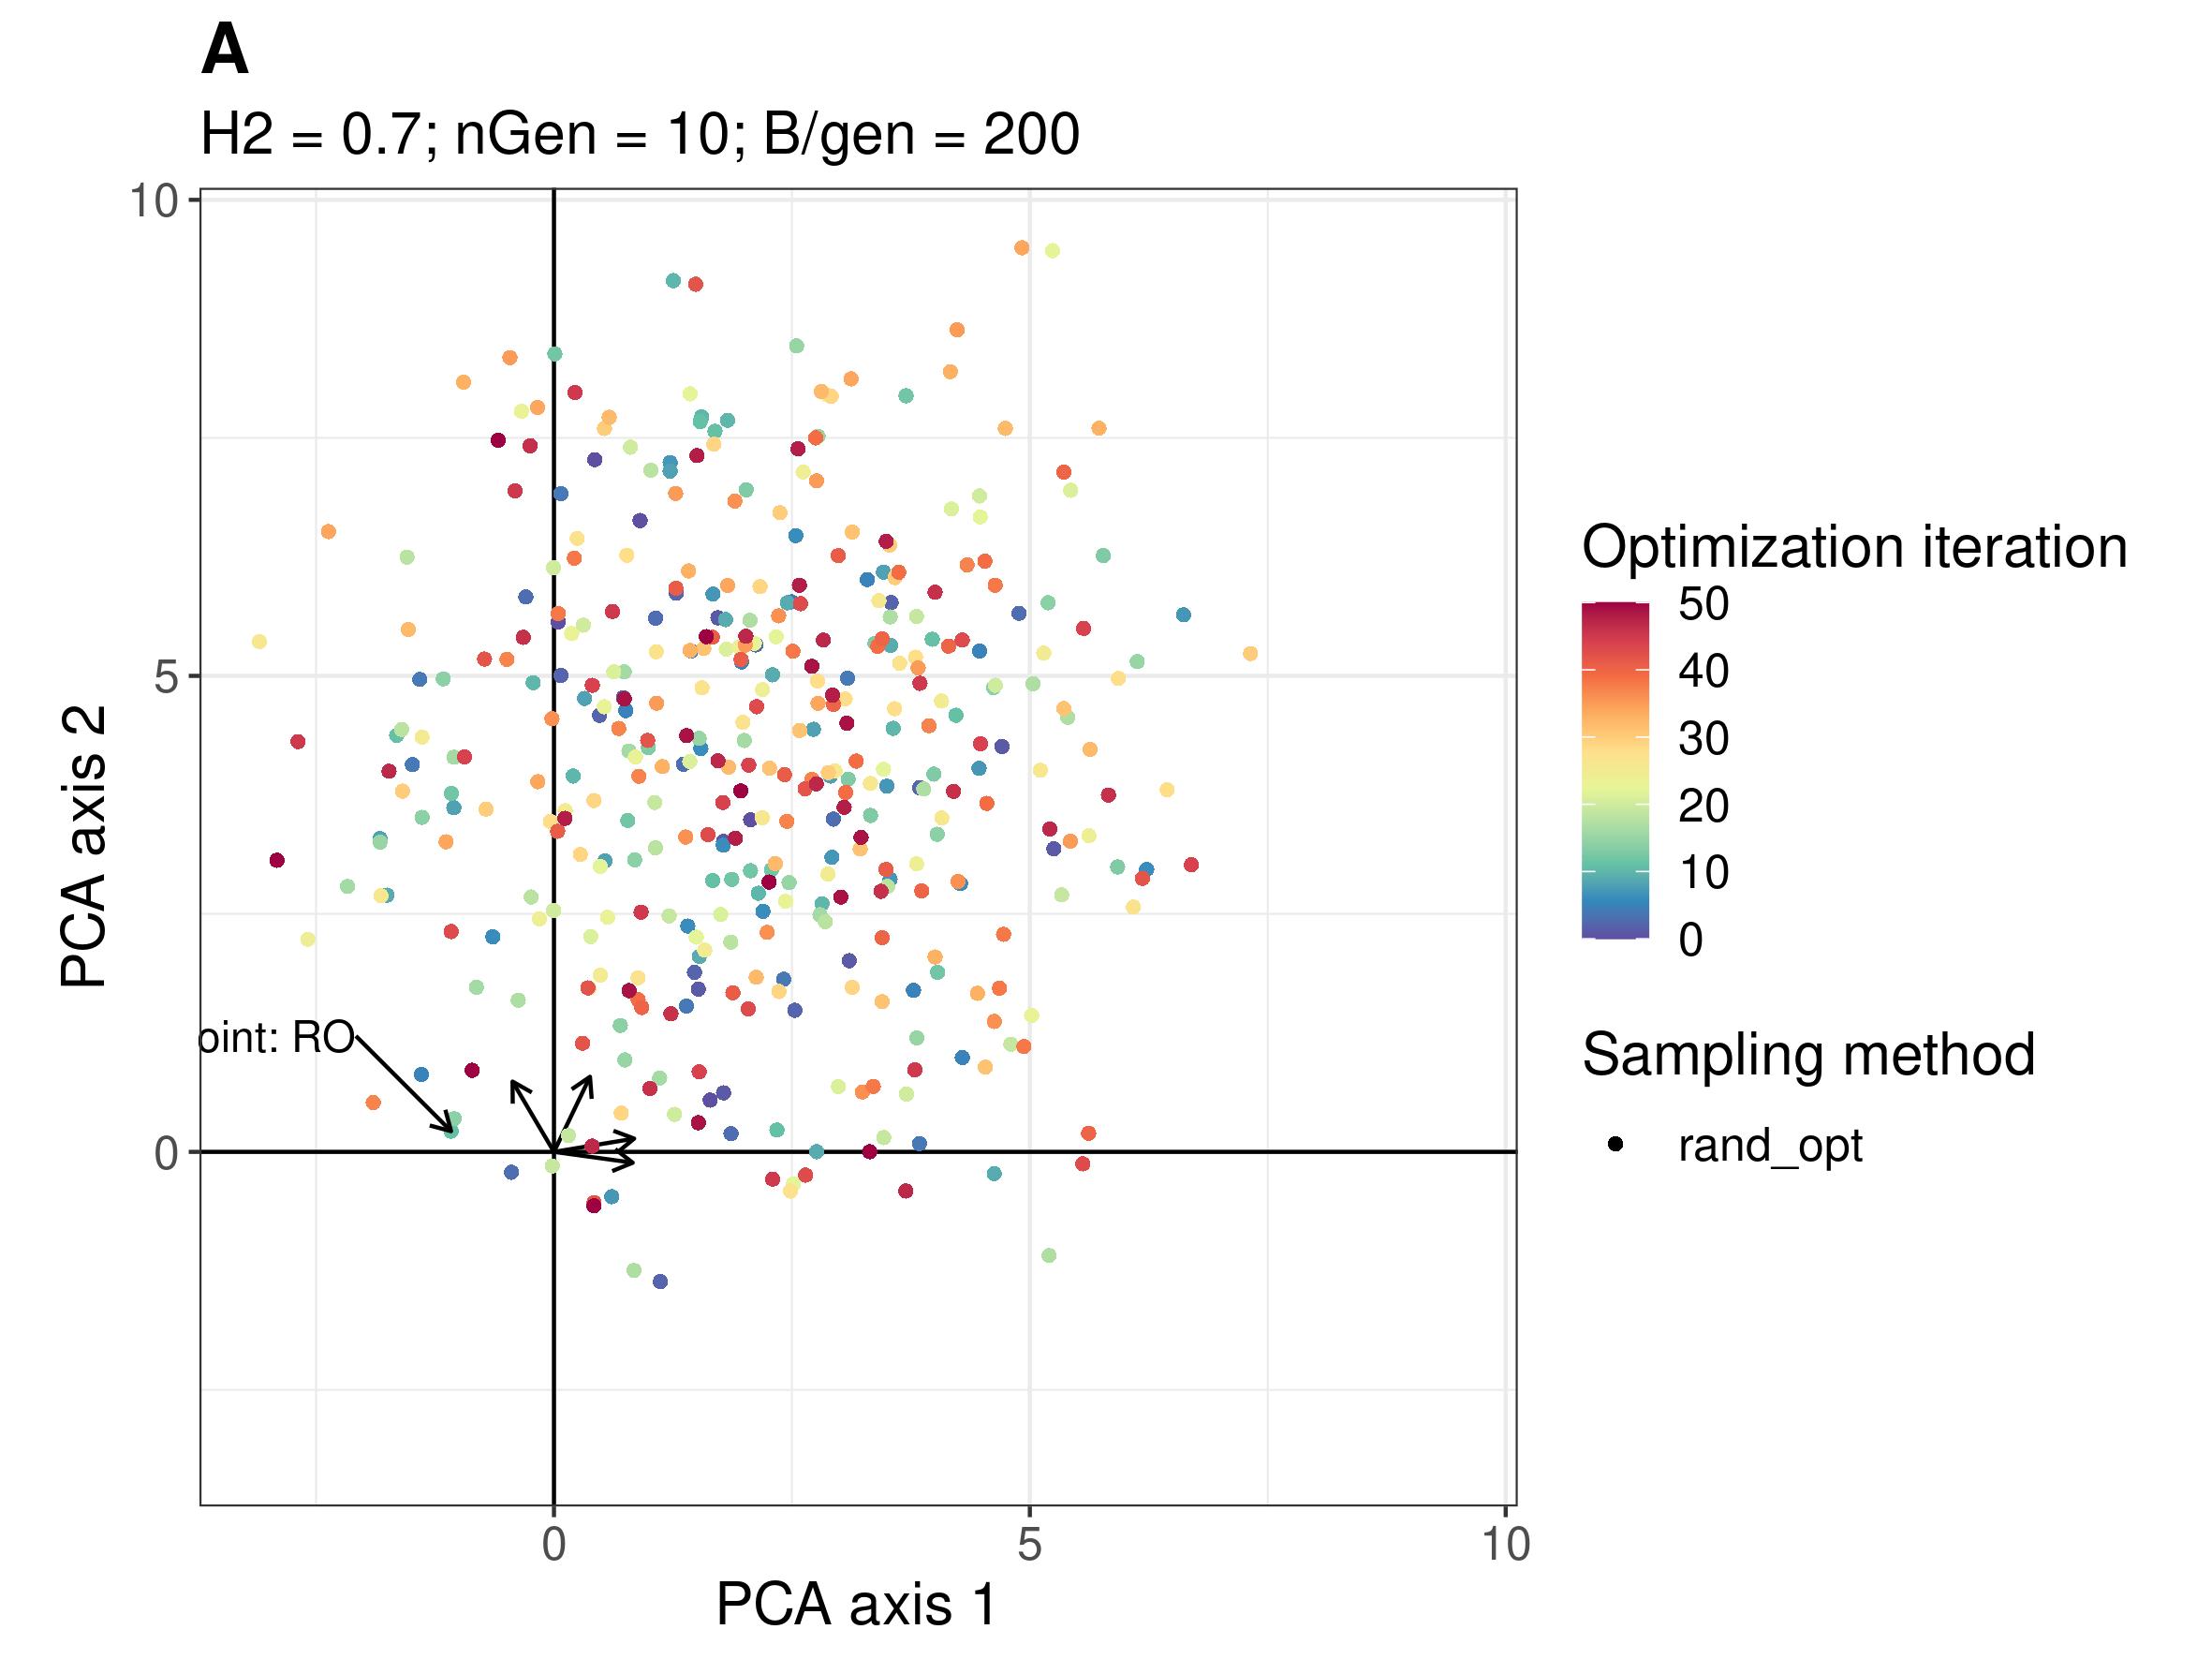 A
H2 = 0.7; nGen = 10; B/gen = 200
10
5
0
PCA axis 2
oint: RO
0
5
10
PCA axis 1
Optimization iteration
50
40
30
20
10
0
Sampling method
rand_opt